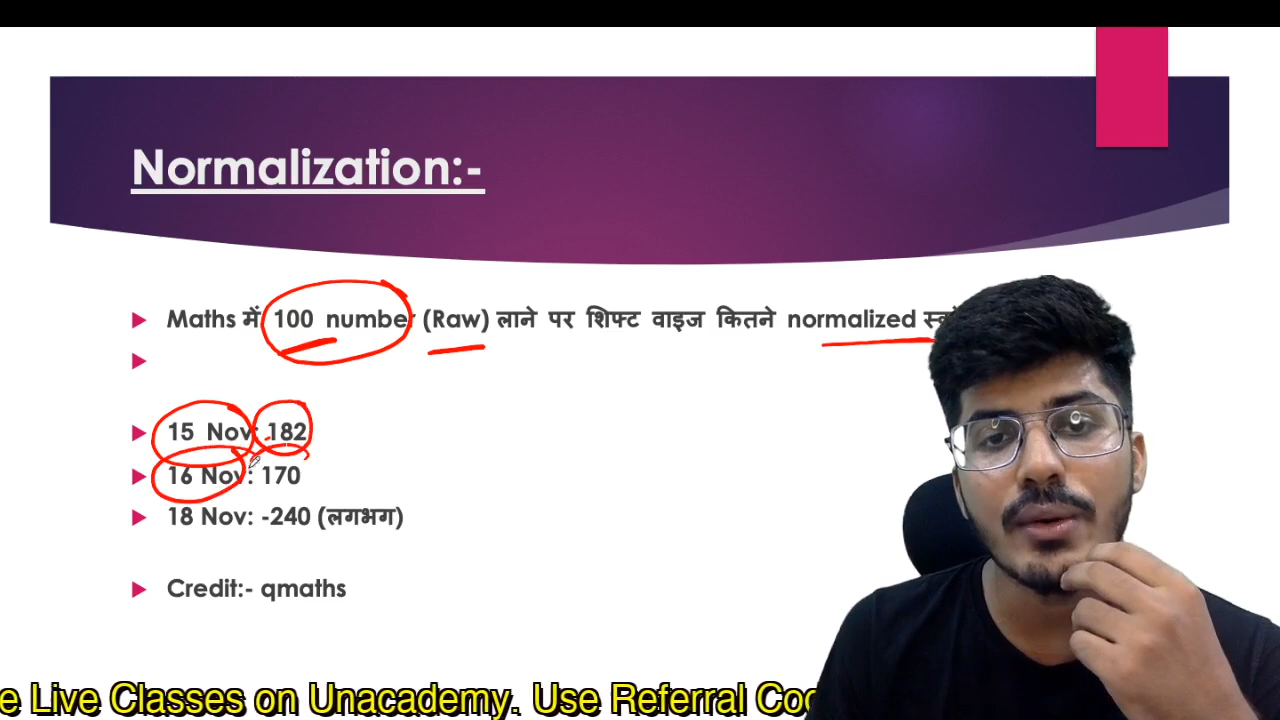 Normalization:-
Maths में 100 number (Raw) लाने पर शिफ्ट वाइज कितने normalized
15 Nov: 182
16 Nov: 170
18 Nov: -240 (लगभग)
Credit:- qmaths
Live Classes on Unacademy. Use Referral